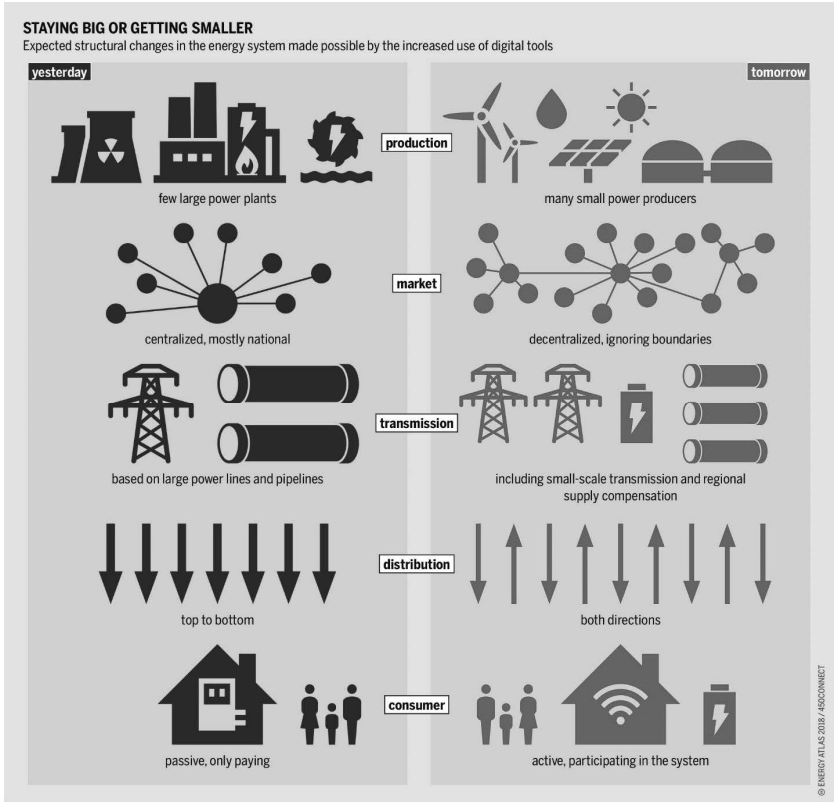 STAYING BIG OR GETTING SMALLER
Expected structural changes in the energy system made possible by the increased use of digital tools
yesterday
tomorrow
production
few large power plants
many small power producers
market
centralized, mostly national
decentralized, ignoring boundaries
transmission
based on large power lines and pipelines
including small-scale transmission and regional
supply compensation
distribution
top to bottom
both directions
consumer
passive, only paying
active, participating in the system
© ENERGY ATLAS 2018 / 450CONNECT